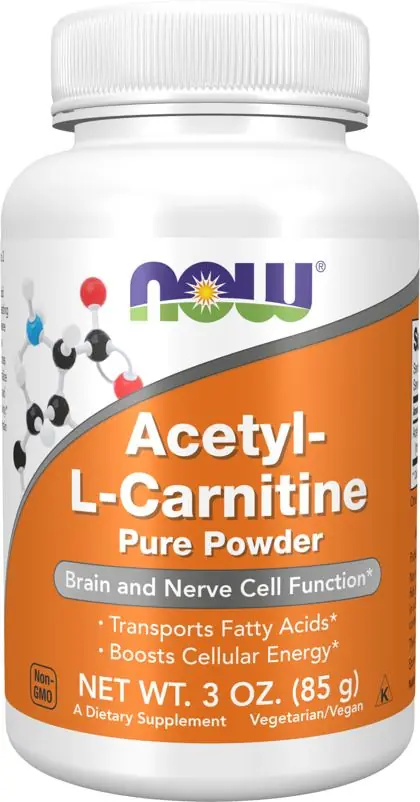 now®
Acetyl-
L-Carnitine
Pure Powder
Brain and Nerve Cell Function*
• Transports Fatty Acids*
• Boosts Cellular Energy*
Non-
GMO
NET WT. 3 OZ. (85 g)
A Dietary Supplement Vegetarian/Vegan
K